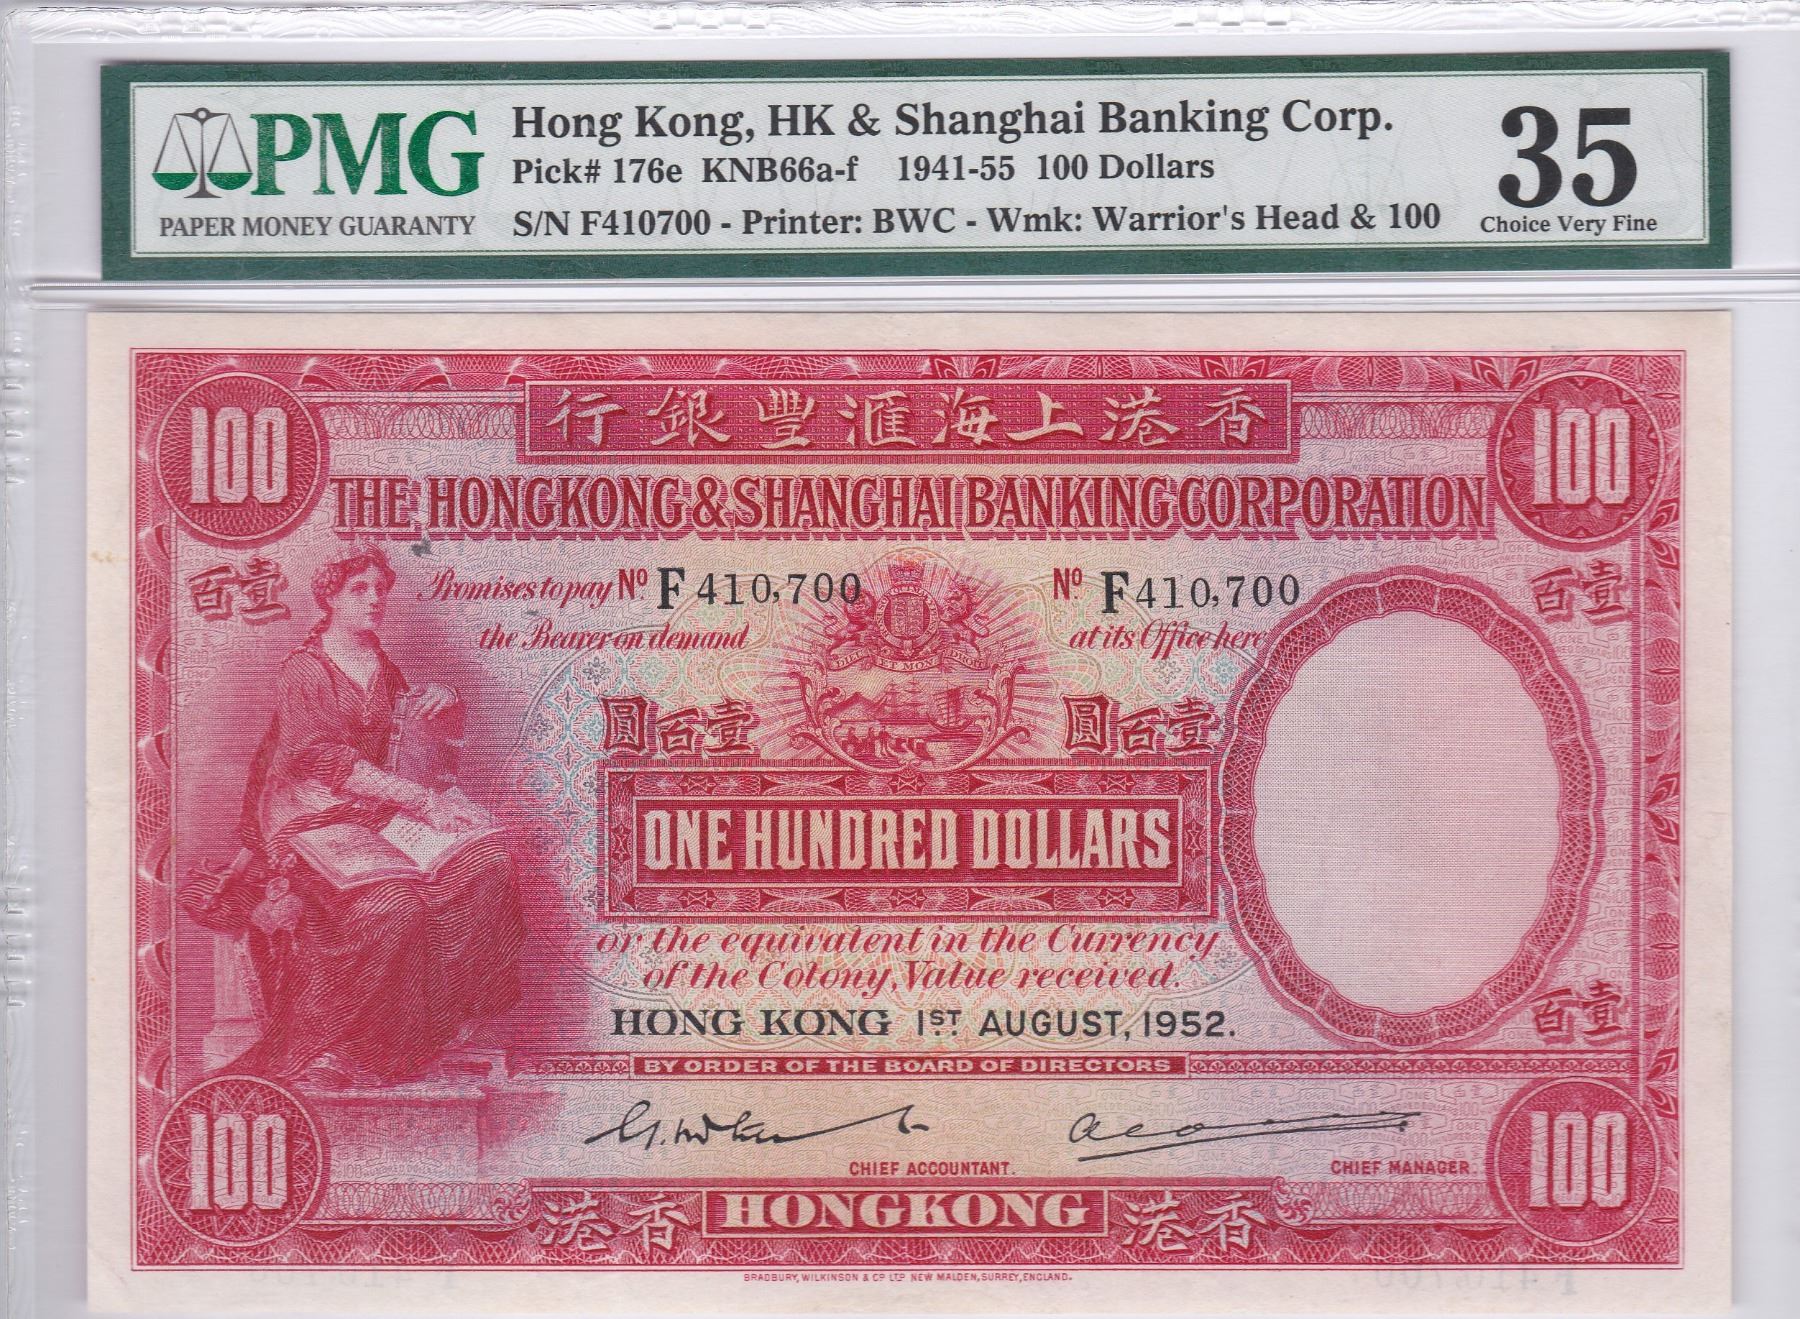 PMG
PAPER MONEY GUARANTY
Hong Kong, HK & Shanghai Banking Corp.
Pick# 176e KNB66a-f 1941-55 100 Dollars
S/N F410700 - Printer: BWC - Wmk: Warrior's Head & 100
35
Choice Very Fine
100
行銀豐滙海上港香
100
THE HONGKONG & SHANGHAI BANKING CORPORATION
百壹
Promises to pay
Nº F 410,700
Nº F 410,700
百壹
the Bearer on demand
at its Office here
DIEU ET MON DROIT
圓百壹
圓百壹
ONE HUNDRED DOLLARS
or the equivalent in the Currency
of the Colony, Value received.
HONG KONG 1ST AUGUST, 1952.
百壹
BY ORDER OF THE BOARD OF DIRECTORS
CHIEF ACCOUNTANT.
CHIEF MANAGER.
100
港香
HONGKONG
港香
100
BRADBURY, WILKINSON & Cº LTD NEW MALDEN, SURREY, ENGLAND.